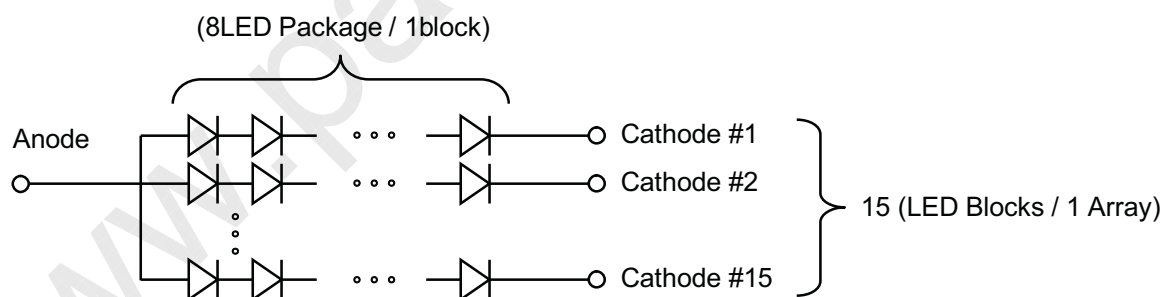 (8LED Package / 1block)
Anode
Cathode #1
Cathode #2
15 (LED Blocks / 1 Array)
Cathode #15